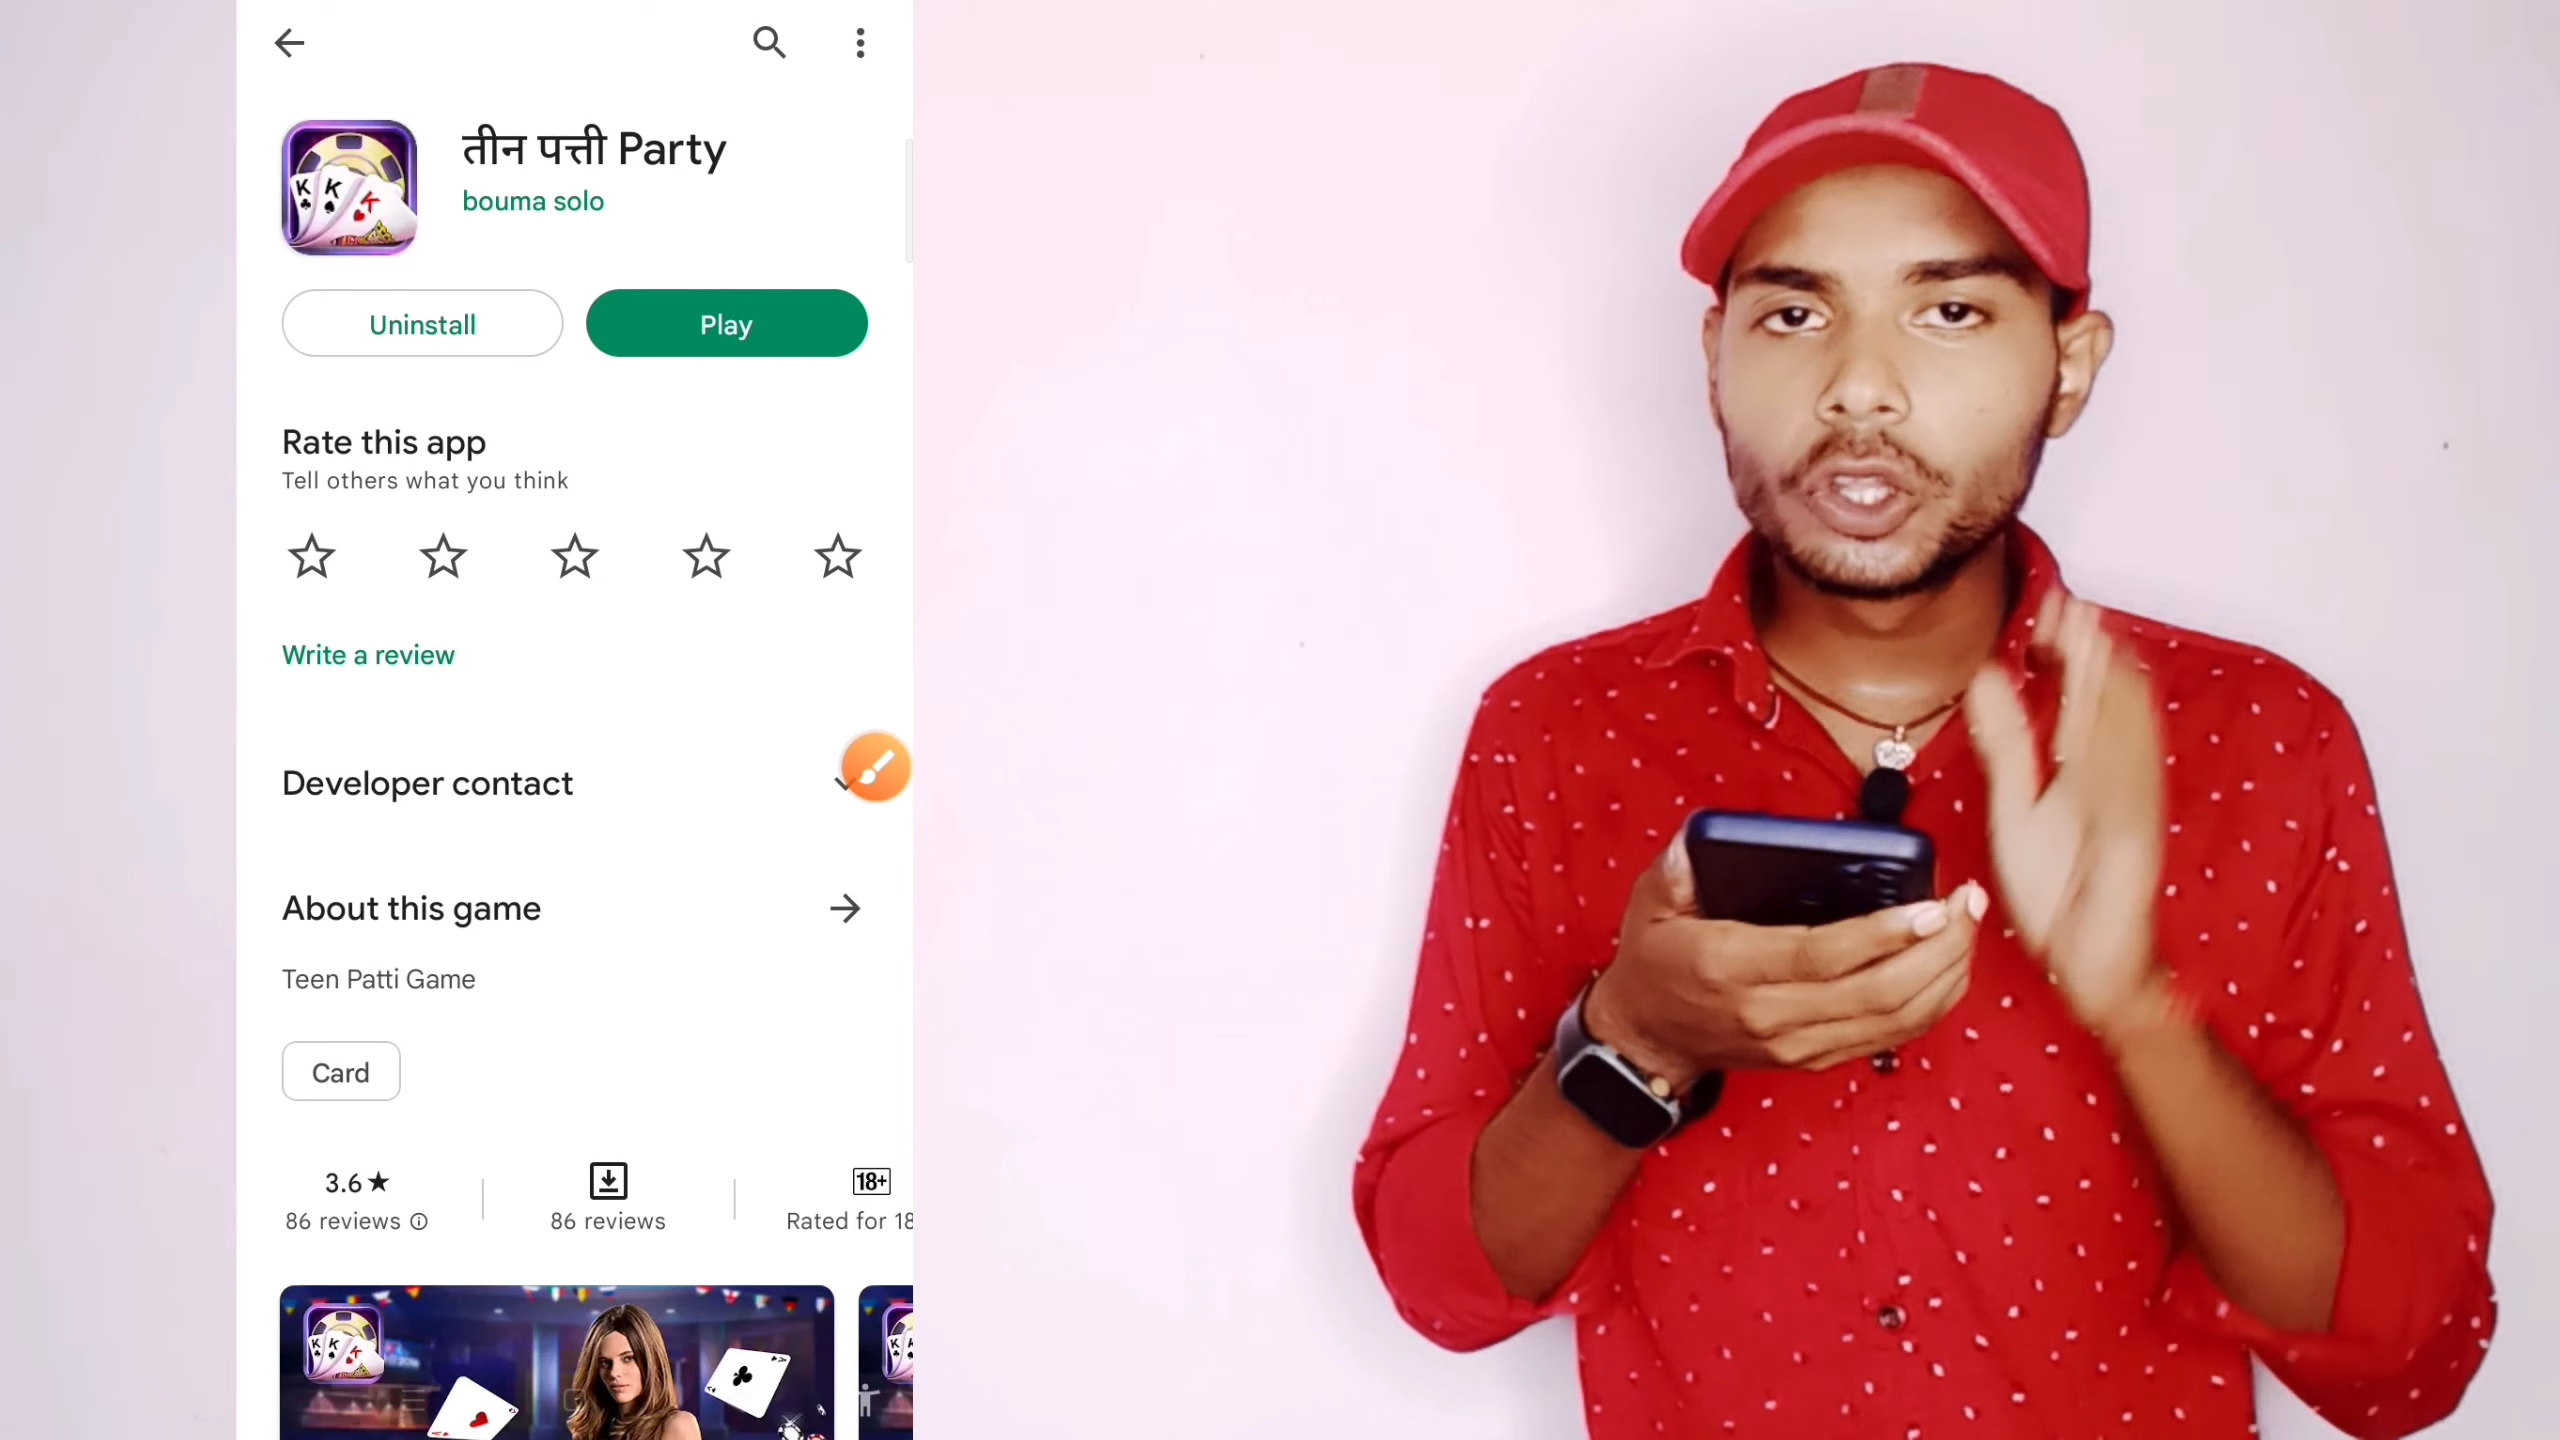 तीन पत्ती Party
bouma solo
Uninstall
Play
Rate this app
Tell others what you think
Write a review
Developer contact
About this game
Teen Patti Game
Card
3.6★
86 reviews
86 reviews
18+
Rated for 18
K K K
K K K